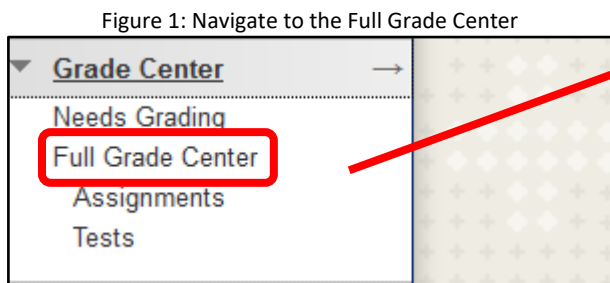 Figure 1: Navigate to the Full Grade Center
Grade Center →
Needs Grading
Full Grade Center
Assignments
Tests